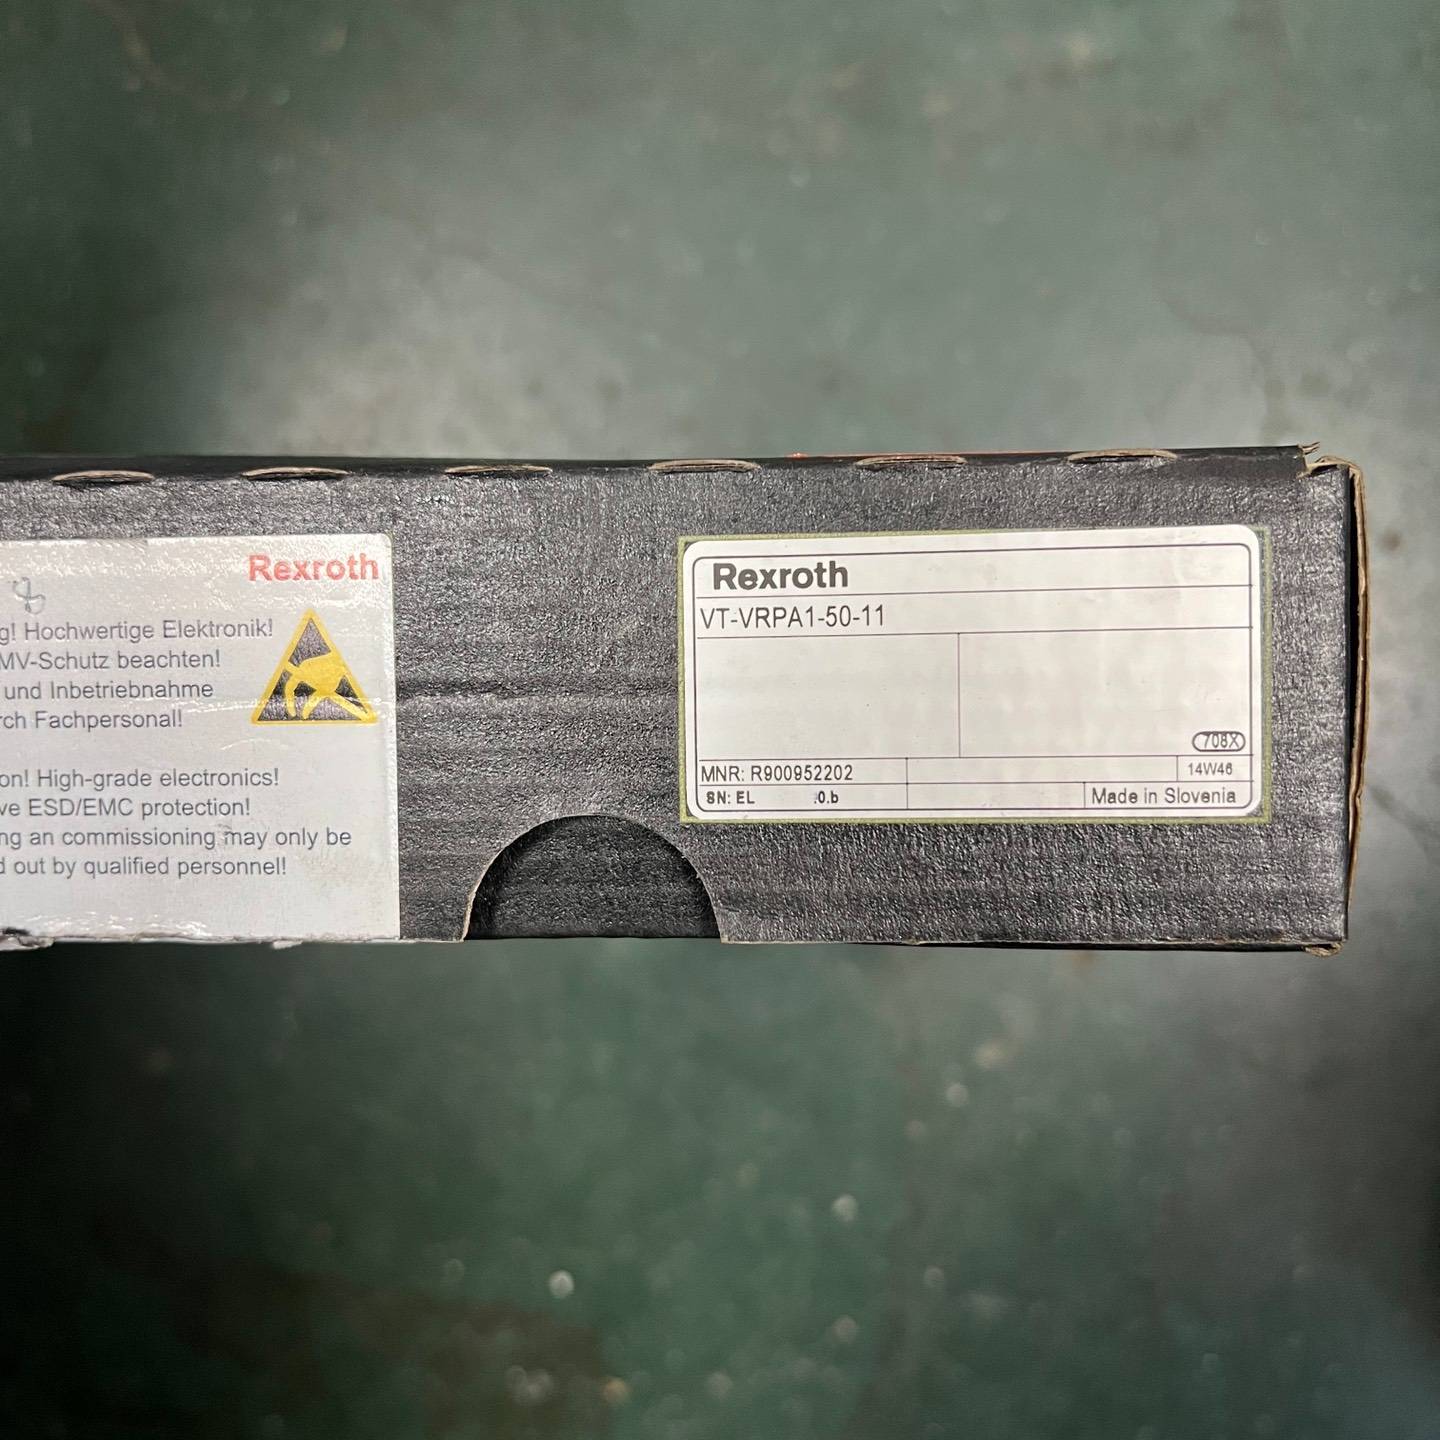 Rexroth
g! Hochwertige Elektronik!
MV-Schutz beachten!
und Inbetriebnahme
rch Fachpersonal!
on! High-grade electronics!
ve ESD/EMC protection!
ng an commissioning may only be
d out by qualified personnel!
Rexroth
VT-VRPA1-50-11
708X
MNR: R900952202
14W46
SN: EL 0.b
Made in Slovenia